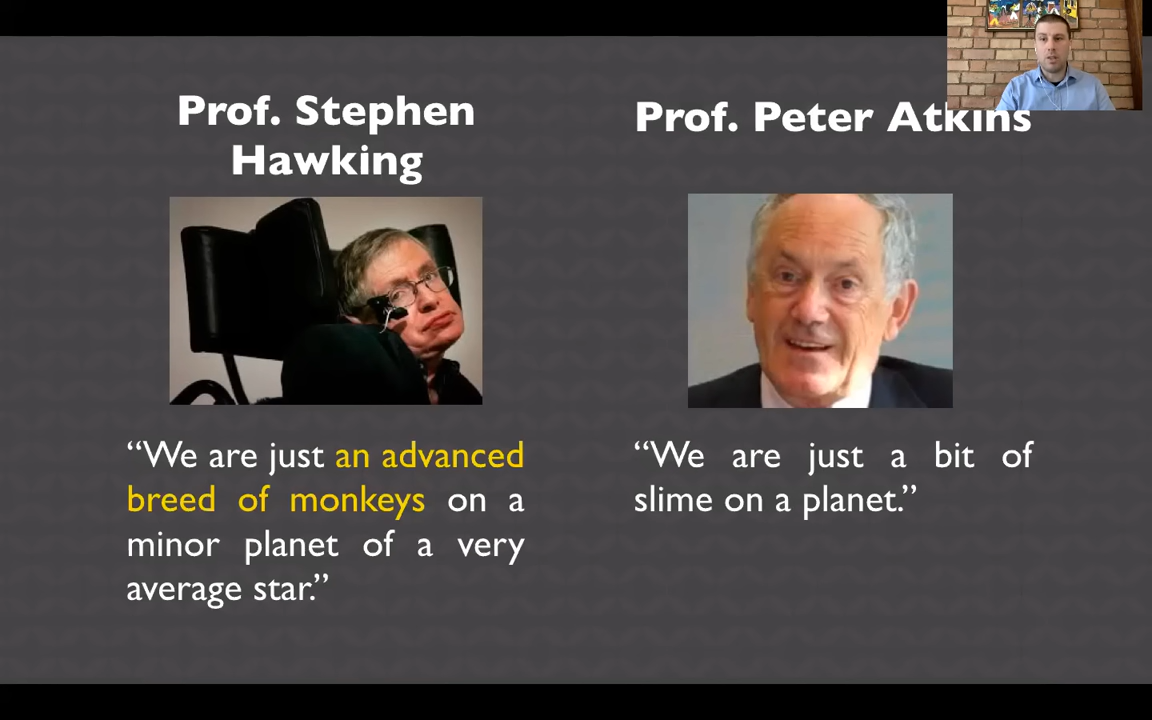 Prof. Stephen
Hawking
“We are just an advanced
breed of monkeys on a
minor planet of a very
average star.”
Prof. Peter Atkins
“We are just a bit of
slime on a planet.”